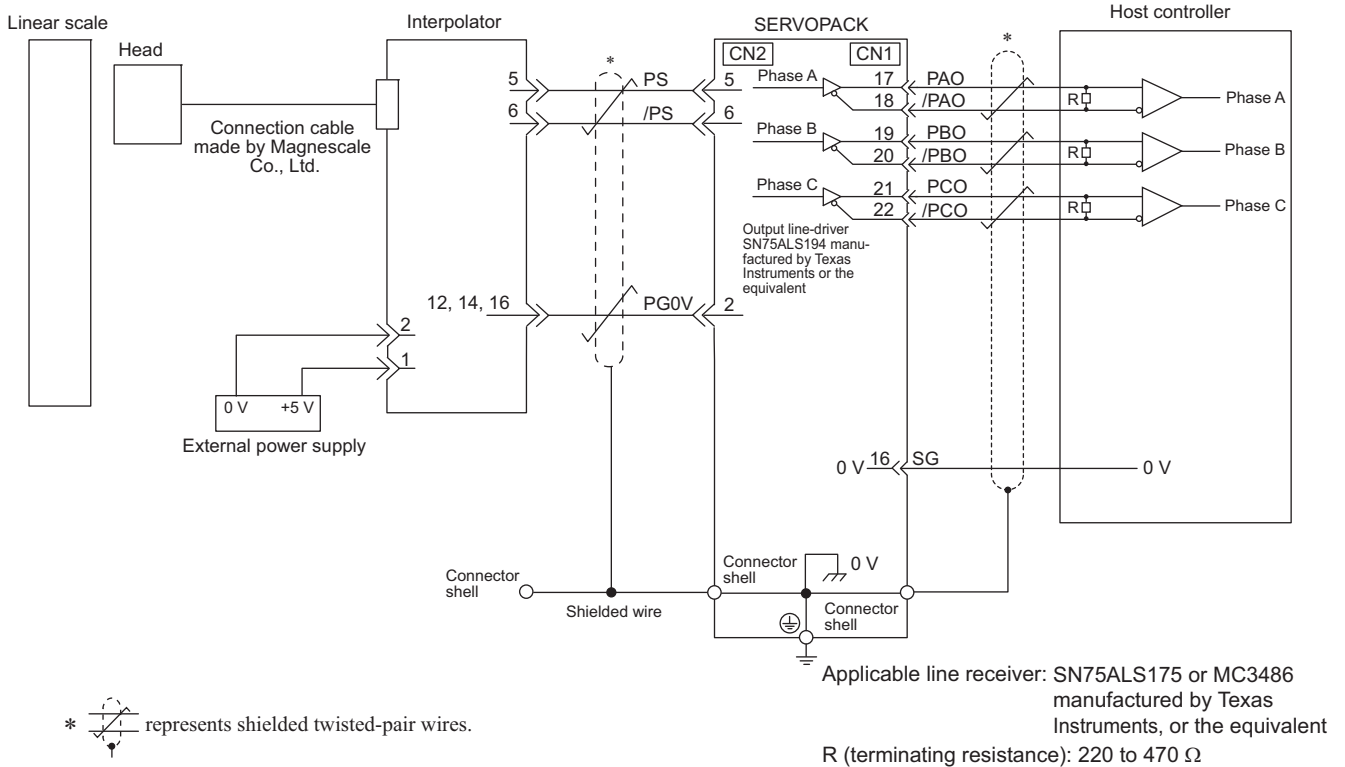 Linear scale
Head
Interpolator
SERVOPACK
Host controller
Connection cable
made by Magnescale
Co., Ltd.
*
*
CN2
CN1
5
PS
5
6
/PS
6
Phase A
17
PAO
18
/PAO
R
Phase A
Phase B
19
PBO
20
/PBO
R
Phase B
Phase C
21
PCO
22
/PCO
R
Phase C
Output line-driver
SN75ALS194 manu-
factured by Texas
Instruments or the
equivalent
12, 14, 16
PG0V
2
2
1
0 V
+5 V
External power supply
0 V
16
SG
0 V
Connector
shell
Shielded wire
Connector
shell
0 V
Connector
shell
Applicable line receiver: SN75ALS175 or MC3486
manufactured by Texas
Instruments, or the equivalent
R (terminating resistance): 220 to 470 Ω
* represents shielded twisted-pair wires.